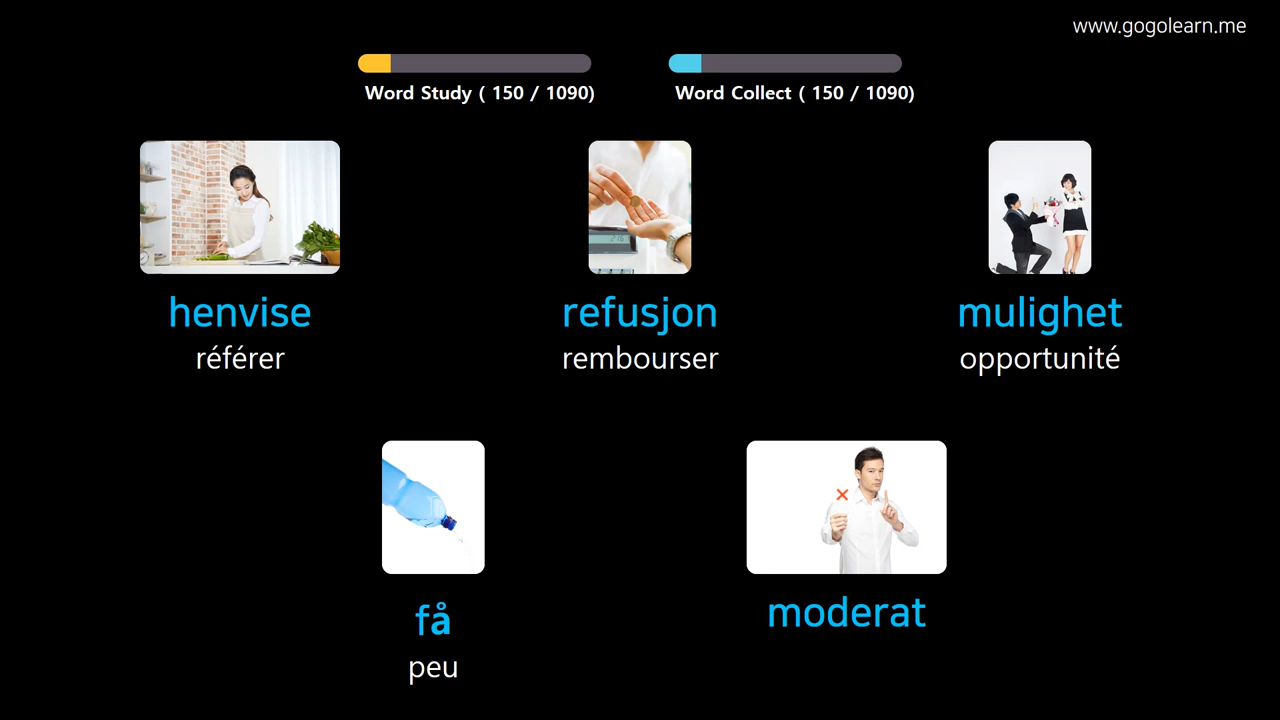 www.gogolearn.me
Word Study ( 150 / 1090)
Word Collect ( 150 / 1090)
henvise
référer
refusjon
rembourser
mulighet
opportunité
få
peu
moderat